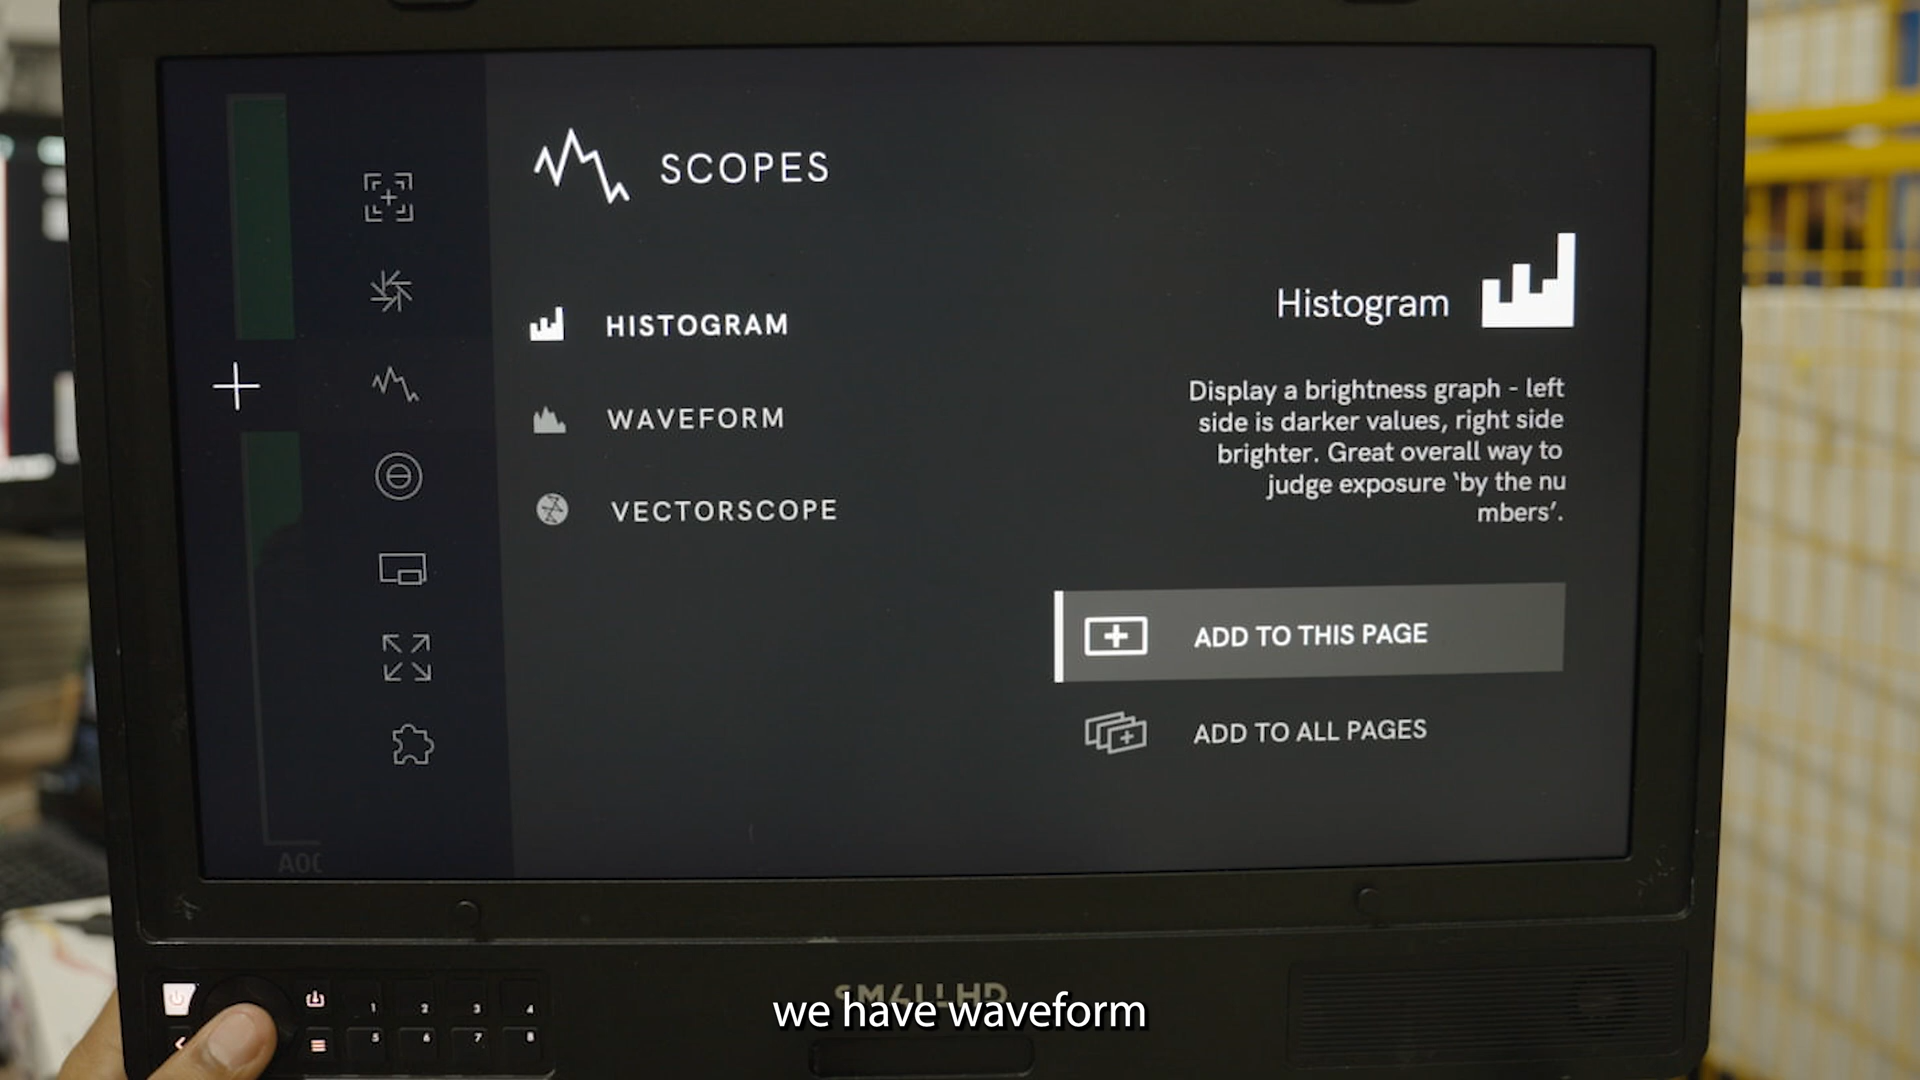 SCOPES
HISTOGRAM
WAVEFORM
VECTORSCOPE
Histogram
Display a brightness graph - left
side is darker values, right side
brighter. Great overall way to
judge exposure ‘by the nu
mbers’.
ADD TO THIS PAGE
ADD TO ALL PAGES
SMALLHD
1 2 3 4
5 6 7 8
we have waveform